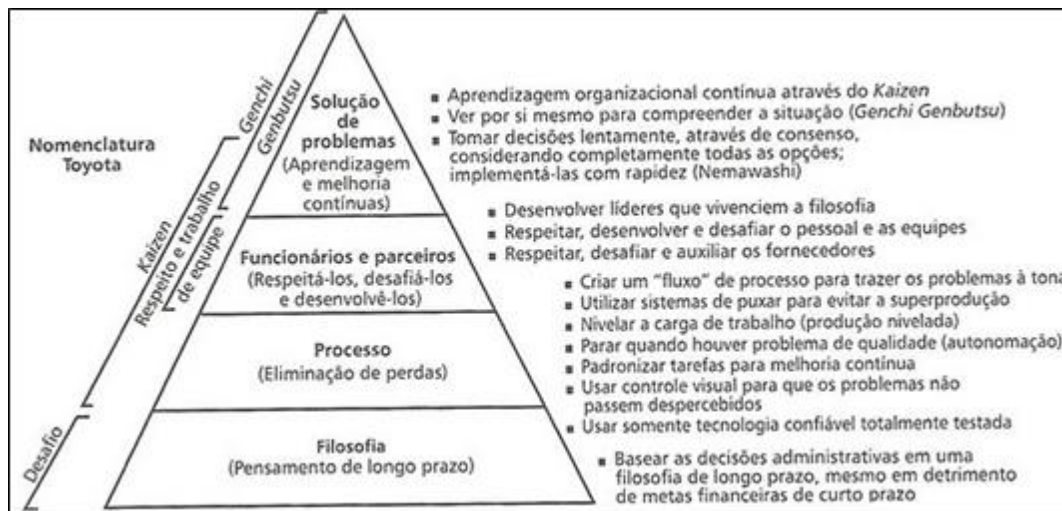 Nomenclatura
Toyota
Genchi
Genbutsu
Kaizen
Respeito e trabalho
de equipe
Desafio
Solução
de
problemas
(Aprendizagem
e melhoria
contínuas)
Funcionários e parceiros
(Respeitá-los, desafiá-los
e desenvolvê-los)
Processo
(Eliminação de perdas)
Filosofia
(Pensamento de longo prazo)
▪ Aprendizagem organizacional contínua através do Kaizen
▪ Ver por si mesmo para compreender a situação (Genchi Genbutsu)
▪ Tomar decisões lentamente, através de consenso,
considerando completamente todas as opções;
implementá-las com rapidez (Nemawashi)
▪ Desenvolver líderes que vivenciem a filosofia
▪ Respeitar, desenvolver e desafiar o pessoal e as equipes
▪ Respeitar, desafiar e auxiliar os fornecedores
▪ Criar um "fluxo" de processo para trazer os problemas à tona
▪ Utilizar sistemas de puxar para evitar a superprodução
▪ Nivelar a carga de trabalho (produção nivelada)
▪ Parar quando houver problema de qualidade (autonomação)
▪ Padronizar tarefas para melhoria contínua
▪ Usar controle visual para que os problemas não
passem despercebidos
▪ Usar somente tecnologia confiável totalmente testada
▪ Basear as decisões administrativas em uma
filosofia de longo prazo, mesmo em detrimento
de metas financeiras de curto prazo